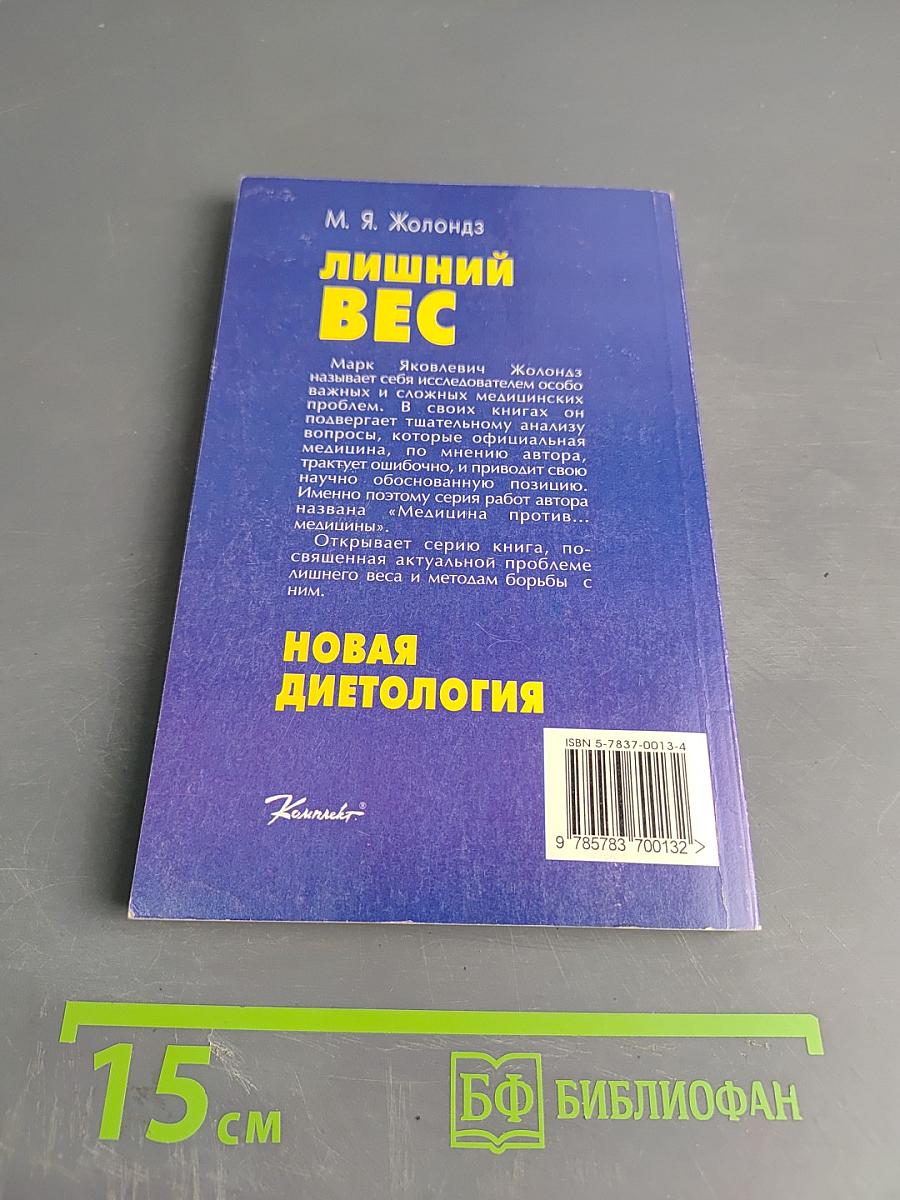 М. Я. Жолондз
ЛИШНИЙ
ВЕС
Марк Яковлевич Жолондз
называет себя исследователем особо
важных и сложных медицинских
проблем. В своих книгах он
подвергает тщательному анализу
вопросы, которые официальная
медицина, по мнению автора,
трактует ошибочно, и приводит свою
научно обоснованную позицию.
Именно поэтому серия работ автора
названа «Медицина против...
медицины».
Открывает серию книга, по-
священная актуальной проблеме
лишнего веса и методам борьбы с
ним.
НОВАЯ
ДИЕТОЛОГИЯ
ISBN 5-7837-0013-4
Комплект®
9 785783 700132 >
15 см
БФ БИБЛИОФАН